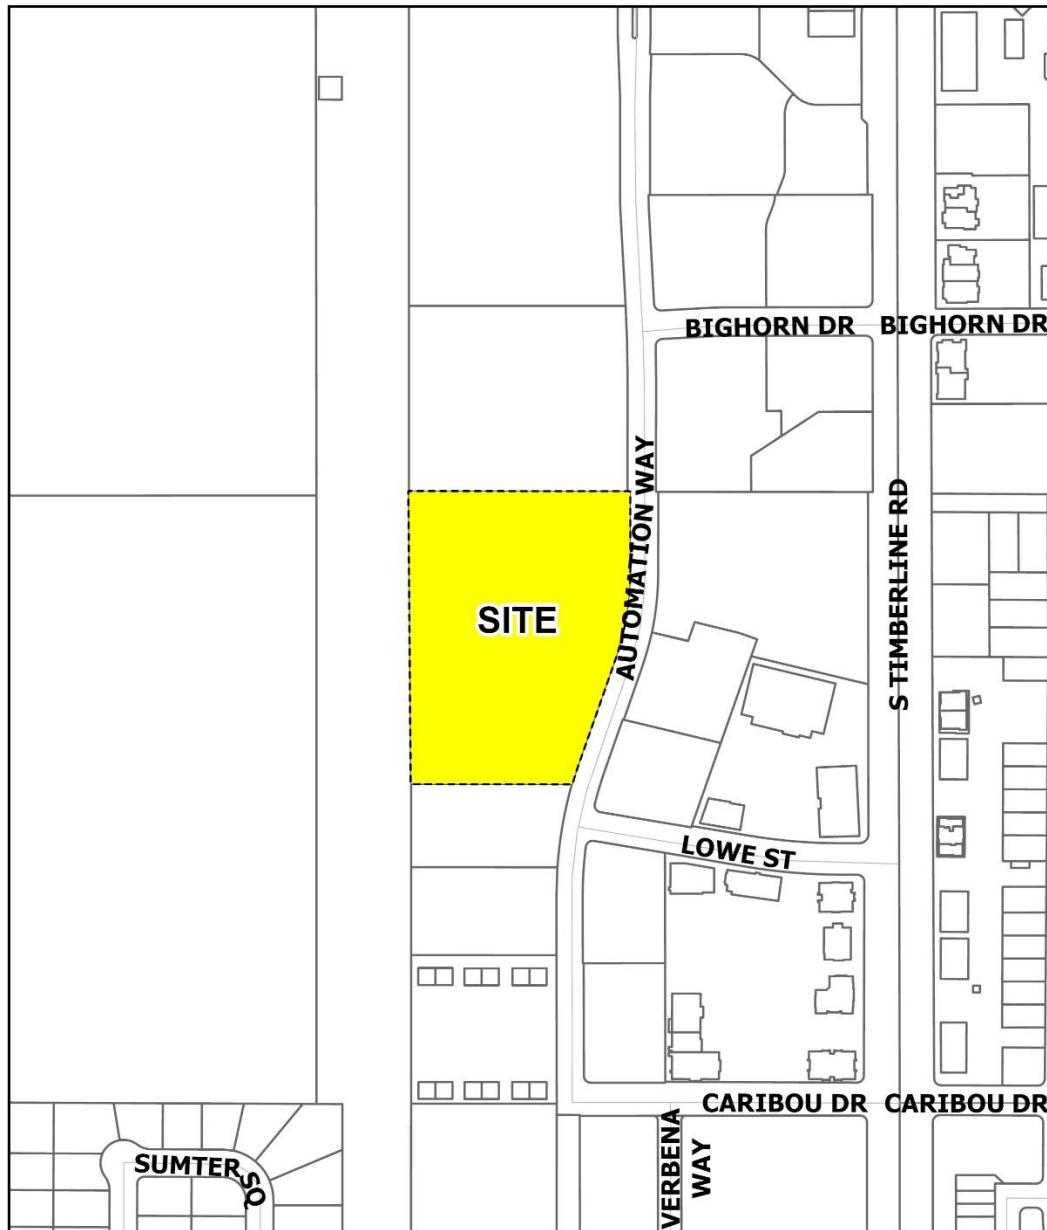 BIGHORN DR
BIGHORN DR
AUTOMATION WAY
S TIMBERLINE RD
SITE
LOWE ST
CARIBOU DR
CARIBOU DR
VERBENA
WAY
SUMTER SQ